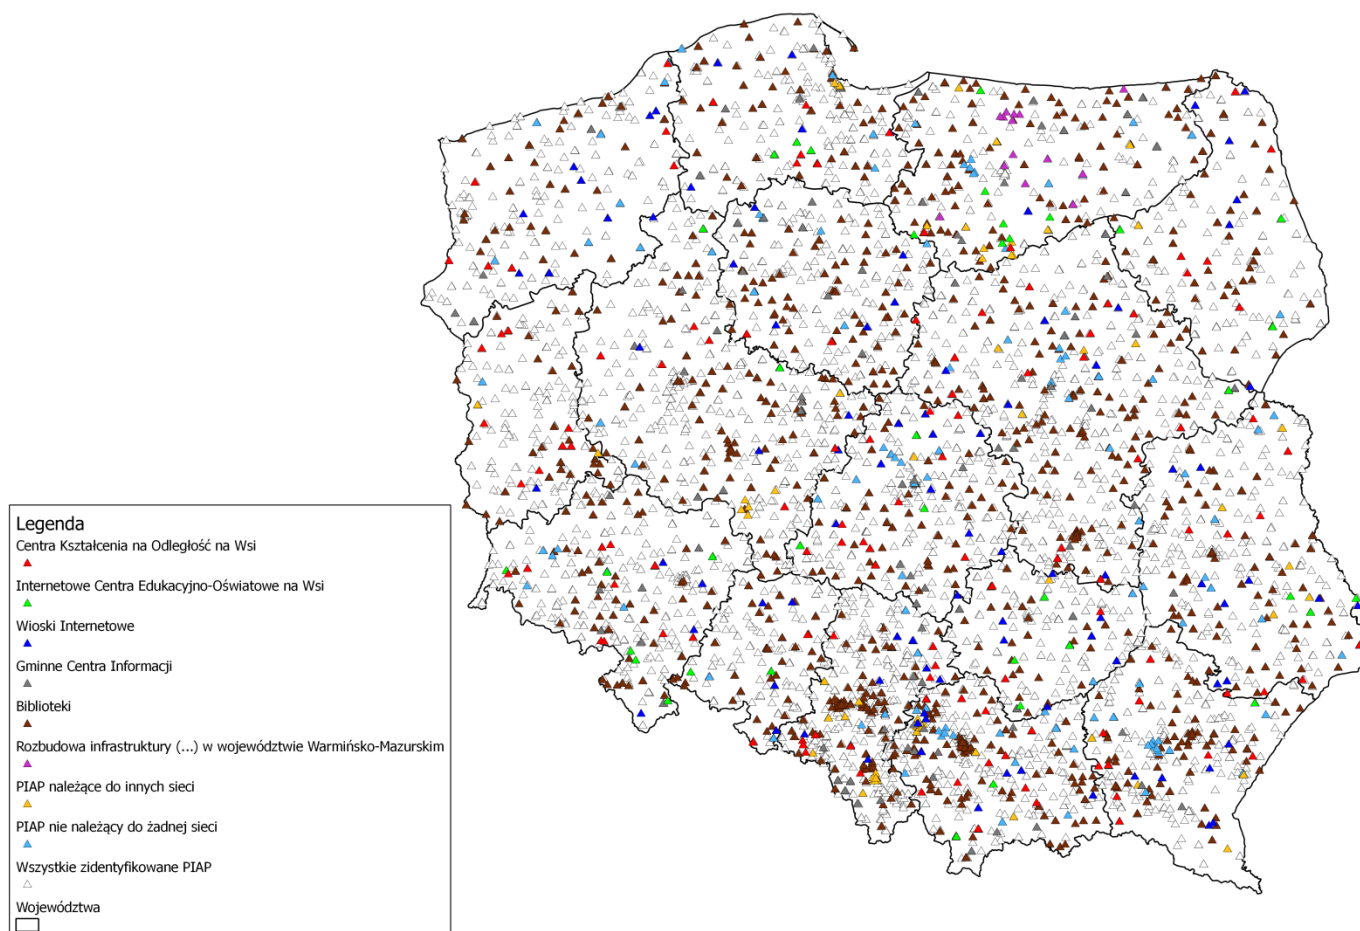 Legenda
Centra Kształcenia na Odległość na Wsi
Internetowe Centra Edukacyjno-Oświatowe na Wsi
Wioski Internetowe
Gminne Centra Informacji
Biblioteki
Rozbudowa infrastruktury (...) w województwie Warmińsko-Mazurskim
PIAP należące do innych sieci
PIAP nie należący do żadnej sieci
Wszystkie zidentyfikowane PIAP
Województwa